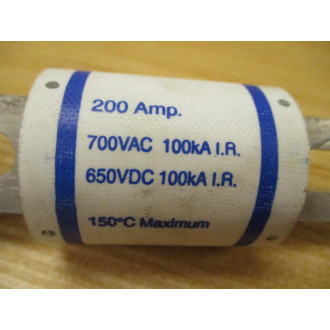 200 Amp.
700VAC 100kA I.R.
650VDC 100kA I.R.
150°C Maximum